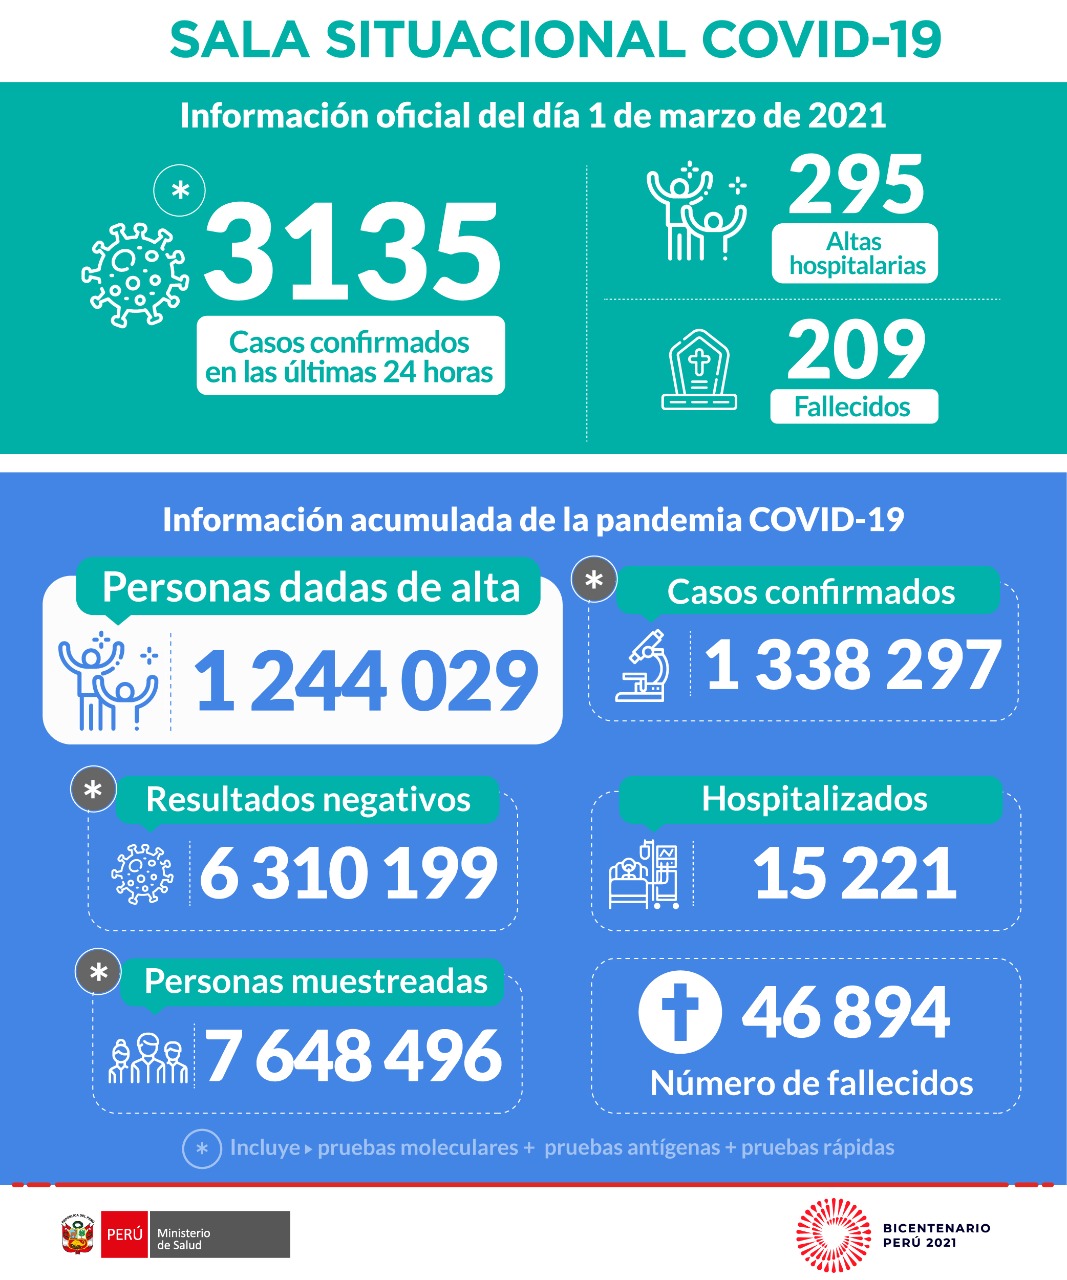 SALA SITUACIONAL COVID-19
Información oficial del día 1 de marzo de 2021
*
3135
Casos confirmados
en las últimas 24 horas
295
Altas
hospitalarias
209
Fallecidos
Información acumulada de la pandemia COVID-19
Personas dadas de alta
1 244 029
*
Casos confirmados
1 338 297
*
Resultados negativos
6 310 199
Hospitalizados
15 221
*
Personas muestreadas
7 648 496
46 894
Número de fallecidos
* Incluye ▸ pruebas moleculares + pruebas antígenas + pruebas rápidas
PERÚ
Ministerio
de Salud
BICENTENARIO
PERÚ 2021